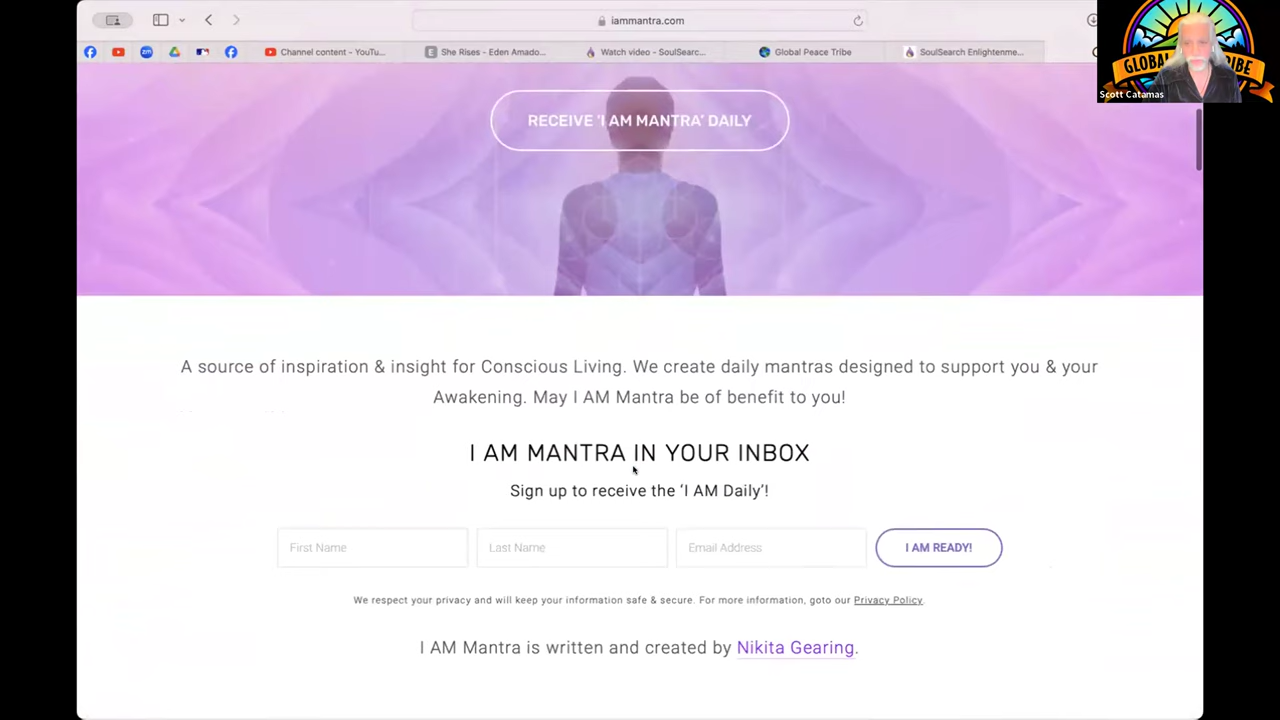 iammantra.com
Channel content - YouTu...
She Rises - Eden Amado...
Watch video - SoulSearc...
Global Peace Tribe
SoulSearch Enlightenme...
GLOBAL
IBE
Scott Catamas
RECEIVE 'I AM MANTRA' DAILY
A source of inspiration & insight for Conscious Living. We create daily mantras designed to support you & your
Awakening. May I AM Mantra be of benefit to you!
I AM MANTRA IN YOUR INBOX
Sign up to receive the ‘I AM Daily’!
First Name
Last Name
Email Address
I AM READY!
We respect your privacy and will keep your information safe & secure. For more information, goto our Privacy Policy.
I AM Mantra is written and created by Nikita Gearing.